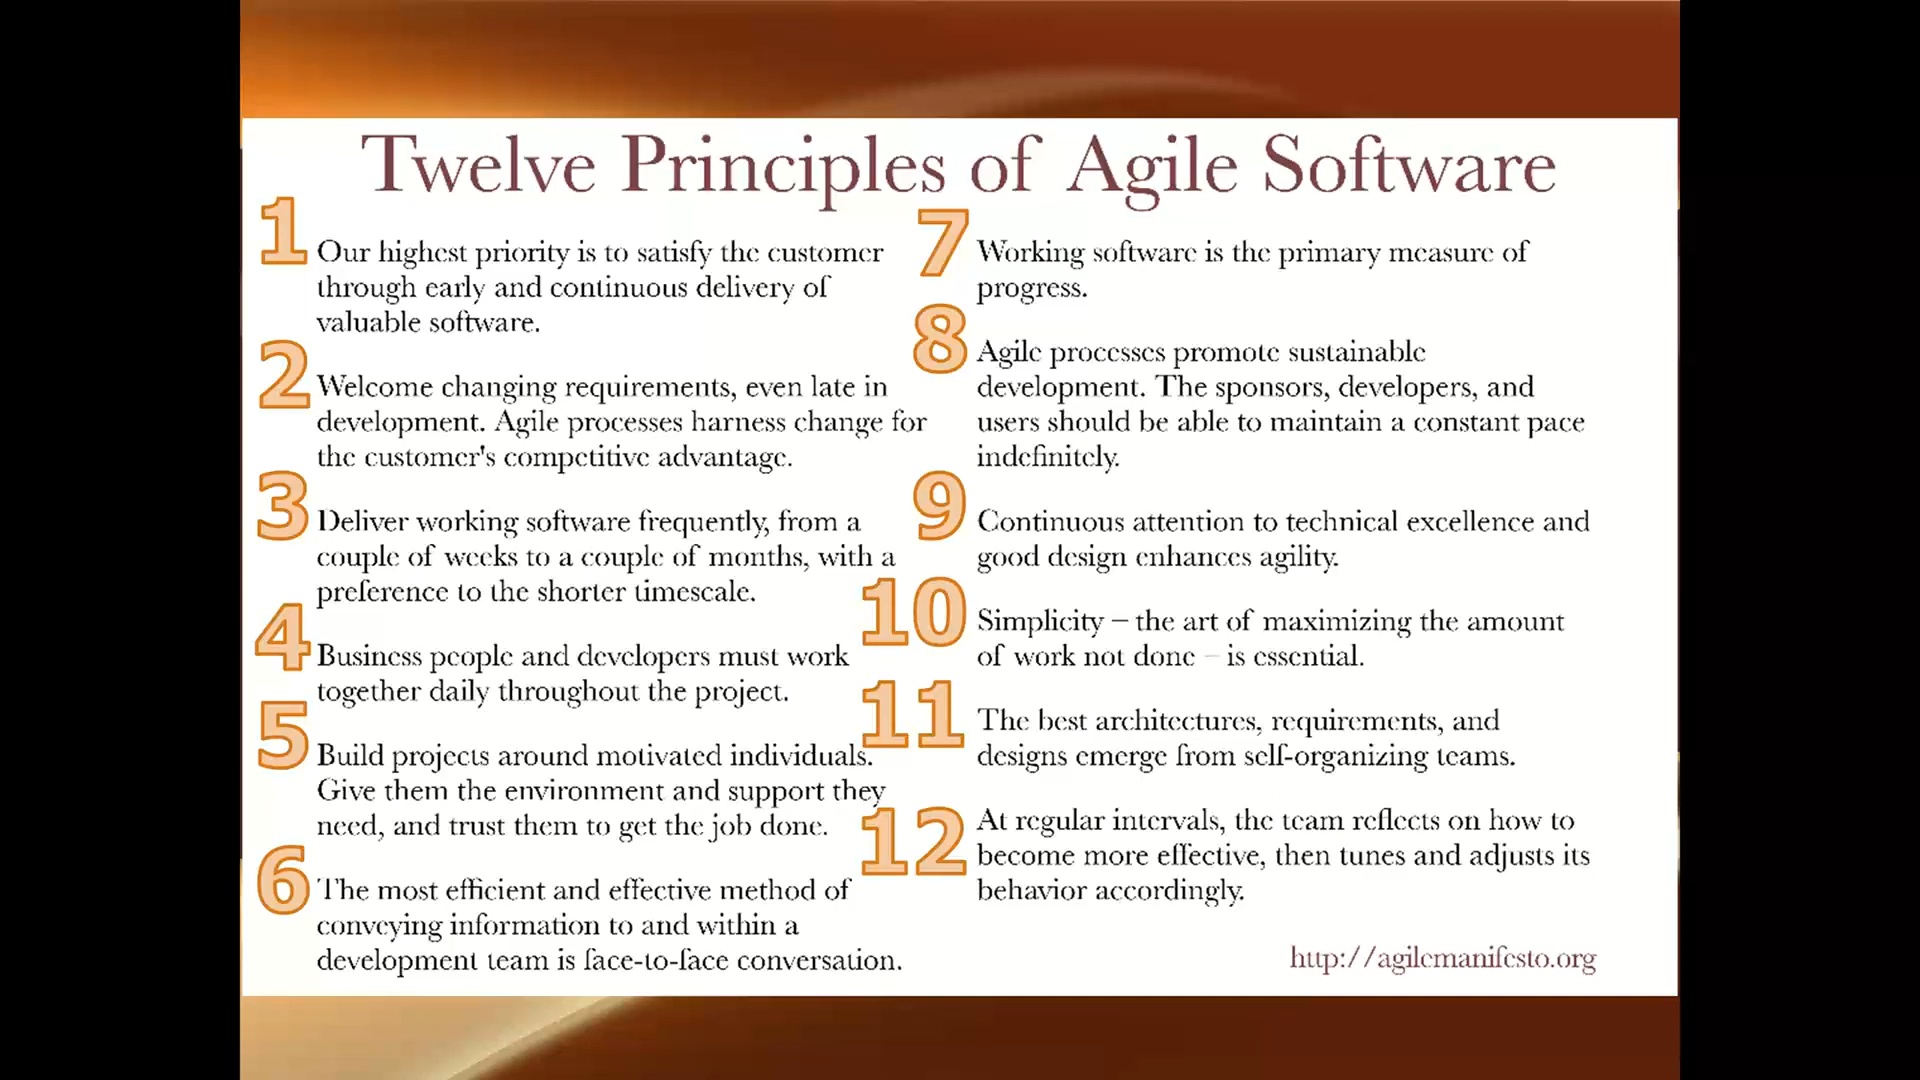 Twelve Principles of Agile Software
1
Our highest priority is to satisfy the customer
through early and continuous delivery of
valuable software.
2
Welcome changing requirements, even late in
development. Agile processes harness change for
the customer's competitive advantage.
3
Deliver working software frequently, from a
couple of weeks to a couple of months, with a
preference to the shorter timescale.
4
Business people and developers must work
together daily throughout the project.
5
Build projects around motivated individuals.
Give them the environment and support they
need, and trust them to get the job done.
6
The most efficient and effective method of
conveying information to and within a
development team is face-to-face conversation.
7
Working software is the primary measure of
progress.
8
Agile processes promote sustainable
development. The sponsors, developers, and
users should be able to maintain a constant pace
indefinitely.
9
Continuous attention to technical excellence and
good design enhances agility.
10
Simplicity – the art of maximizing the amount
of work not done – is essential.
11
The best architectures, requirements, and
designs emerge from self-organizing teams.
12
At regular intervals, the team reflects on how to
become more effective, then tunes and adjusts its
behavior accordingly.
http://agilemanifesto.org